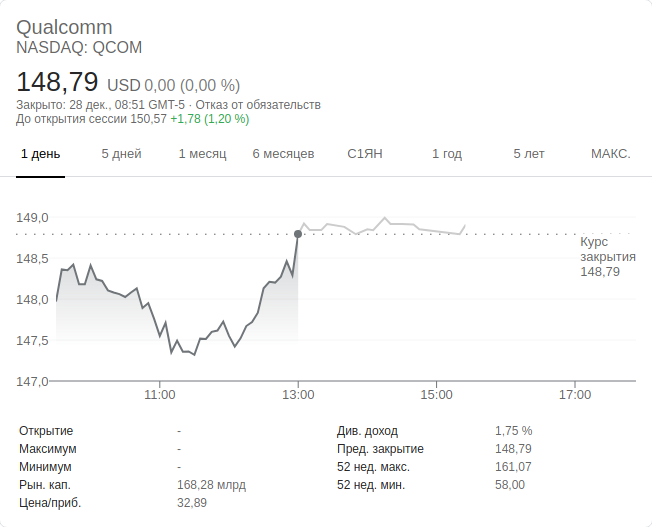 Qualcomm
NASDAQ: QCOM
148,79 USD 0,00 (0,00 %)
Закрыто: 28 дек., 08:51 GMT-5 · Отказ от обязательств
До открытия сессии 150,57 +1,78 (1,20 %)
1 день 5 дней 1 месяц 6 месяцев С1ЯН 1 год 5 лет МАКС.
149,0
Курс
закрытия
148,79
148,5
148,0
147,5
147,0
11:00 13:00 15:00 17:00
Открытие - Див. доход 1,75 %
Максимум - Пред. закрытие 148,79
Минимум - 52 нед. макс. 161,07
Рын. кап. 168,28 млрд 52 нед. мин. 58,00
Цена/приб. 32,89